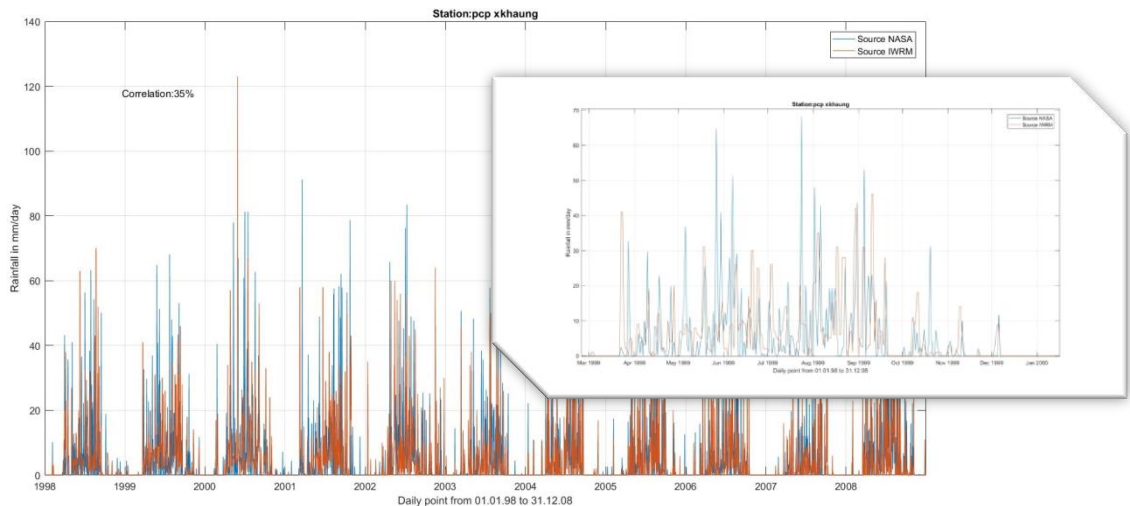 Station:pcp xkhaung
140
120
100
80
60
40
20
0
Rainfall in mm/day
Correlation:35%
Source NASA
Source IWRM
1998
1999
2000
2001
2002
2003
2004
2005
2006
2007
2008
Daily point from 01.01.98 to 31.12.08
Station:pcp xkhaung
70
60
50
40
30
20
10
0
Rainfall in mm/day
Source NASA
Source IWRM
Mar 1999
Apr 1999
May 1999
Jun 1999
Jul 1999
Aug 1999
Sep 1999
Oct 1999
Nov 1999
Dec 1999
Jan 2000
Daily point from 01.01.98 to 31.12.08